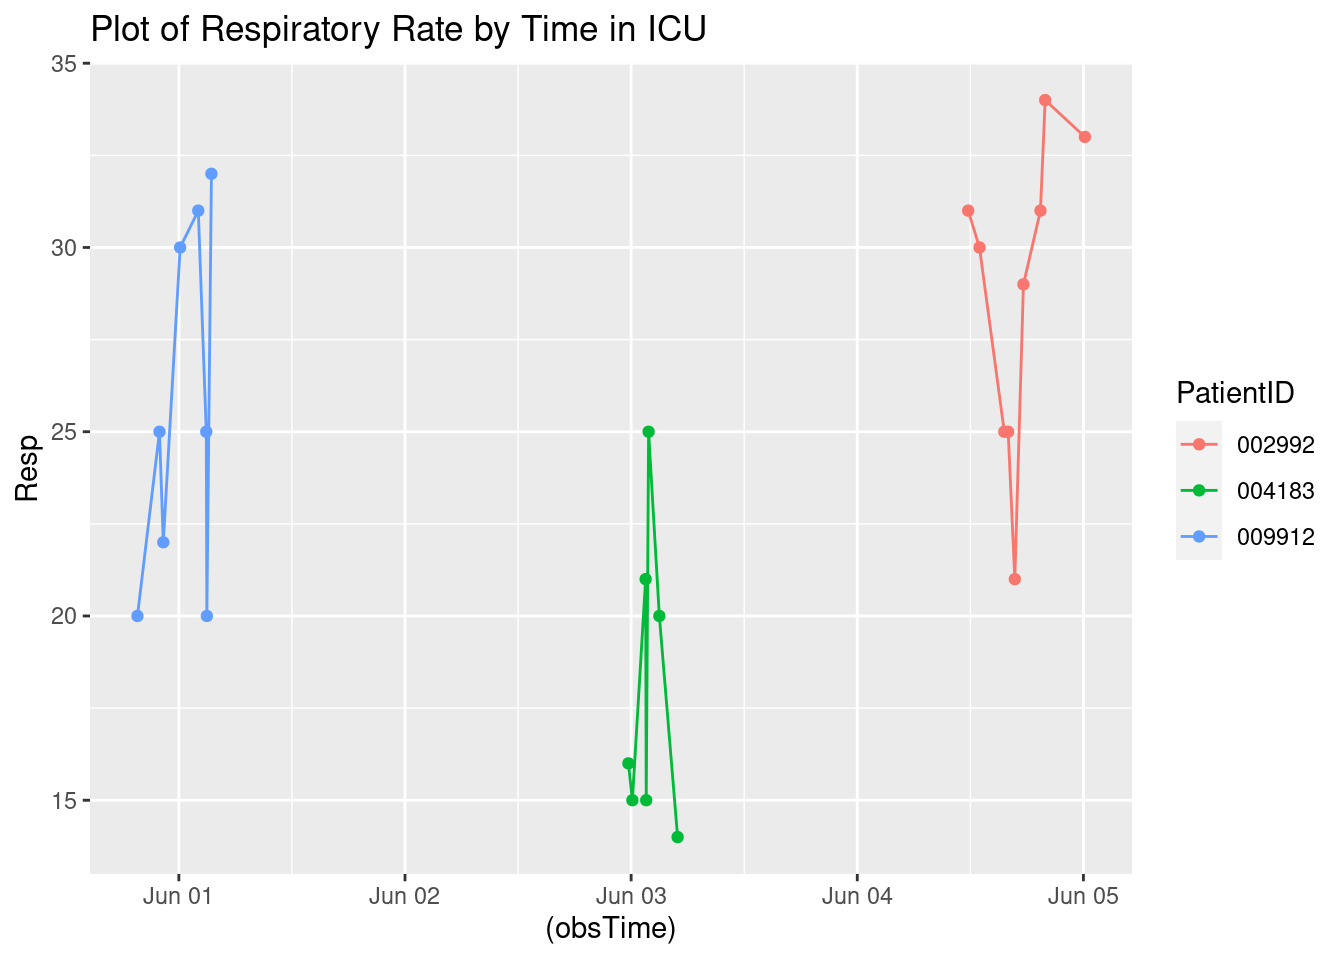 Plot of Respiratory Rate by Time in ICU
35
30
25
20
15
Resp
Jun 01
Jun 02
Jun 03
Jun 04
Jun 05
(obsTime)
PatientID
002992
004183
009912